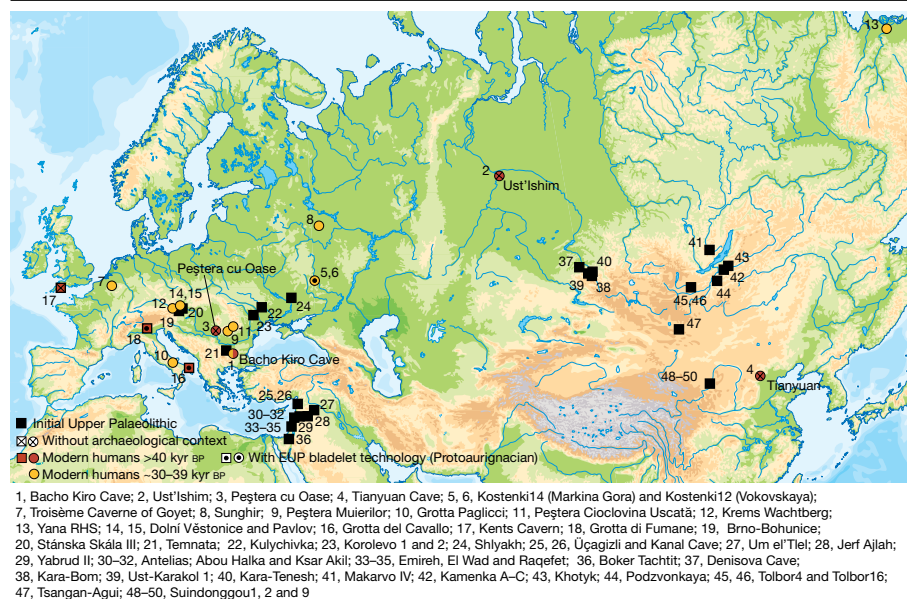 13
2
Ust'Ishim
8
41
43
42
44
45,46
37
40
39
38
Peştera cu Oase
5,6
7
17
14,15
12
20
19
24
22
23
3
11
9
18
47
21
Bacho Kiro Cave
1
10
16
48–50
4
Tianyuan
25,26
27
30–32
28
33–35
29
36
Initial Upper Palaeolithic
Without archaeological context
Modern humans >40 kyr BP
With EUP bladelet technology (Protoaurignacian)
Modern humans ~30–39 kyr BP
1, Bacho Kiro Cave; 2, Ust'Ishim; 3, Peştera cu Oase; 4, Tianyuan Cave; 5, 6, Kostenki14 (Markina Gora) and Kostenki12 (Vokovskaya);
7, Troisème Caverne of Goyet; 8, Sunghir; 9, Peştera Muierilor; 10, Grotta Paglicci; 11, Peştera Cioclovina Uscată; 12, Krems Wachtberg;
13, Yana RHS; 14, 15, Dolní Věstonice and Pavlov; 16, Grotta del Cavallo; 17, Kents Cavern; 18, Grotta di Fumane; 19, Brno-Bohunice;
20, Stánska Skála III; 21, Temnata; 22, Kulychivka; 23, Korolevo 1 and 2; 24, Shlyakh; 25, 26, Üçagizli and Kanal Cave; 27, Um el'Tlel; 28, Jerf Ajlah;
29, Yabrud II; 30–32, Antelias; Abou Halka and Ksar Akil; 33–35, Emireh, El Wad and Raqefet; 36, Boker Tachtit; 37, Denisova Cave;
38, Kara-Bom; 39, Ust-Karakol 1; 40, Kara-Tenesh; 41, Makarvo IV; 42, Kamenka A–C; 43, Khotyk; 44, Podzvonkaya; 45, 46, Tolbor4 and Tolbor16;
47, Tsangan-Agui; 48–50, Suindonggou1, 2 and 9